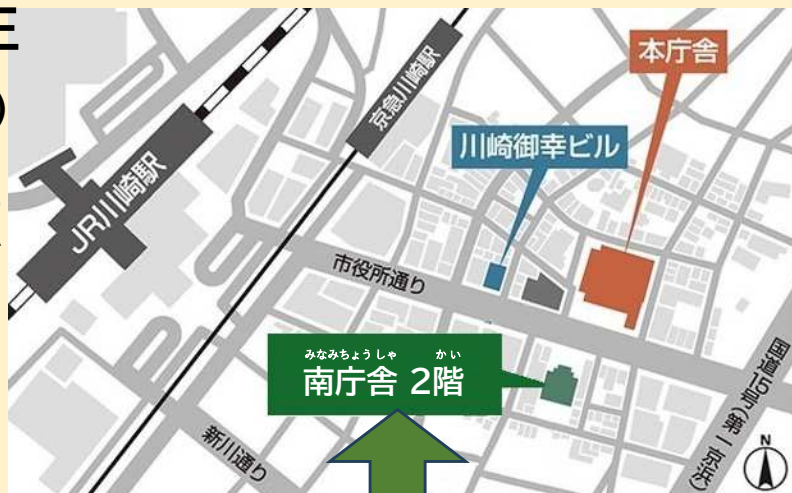 本庁舎
京急川崎駅
川崎御幸ビル
JR川崎駅
市役所通り
みなみちょうしゃ かい
南庁舎 2階
国道15号(第一京浜)
新川通り
N